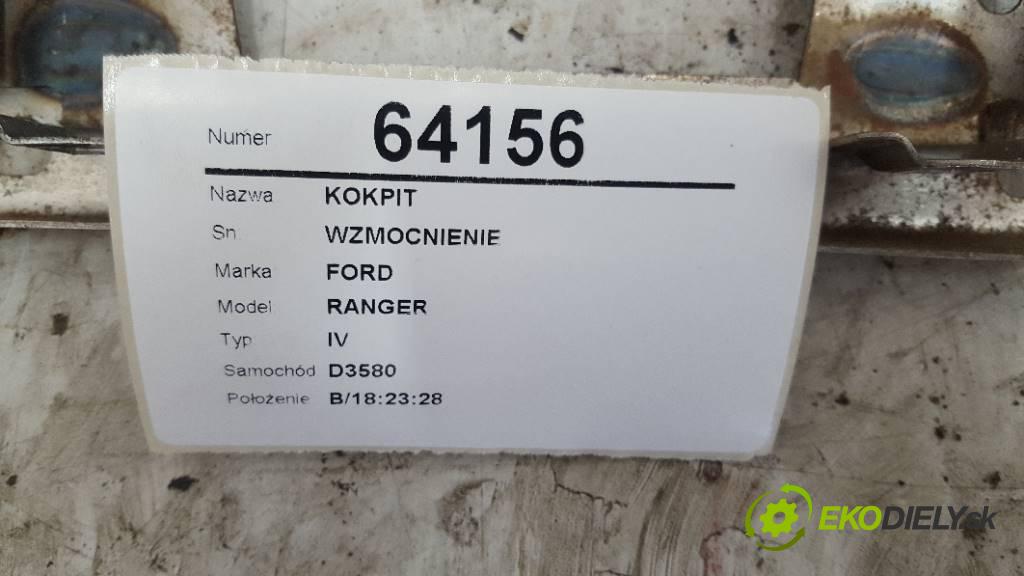 Numer 64156
Nazwa KOKPIT
Sn WZMOCNIENIE
Marka FORD
Model RANGER
Typ IV
Samochód D3580
Położenie B/18:23:28
EKODIELY.sk